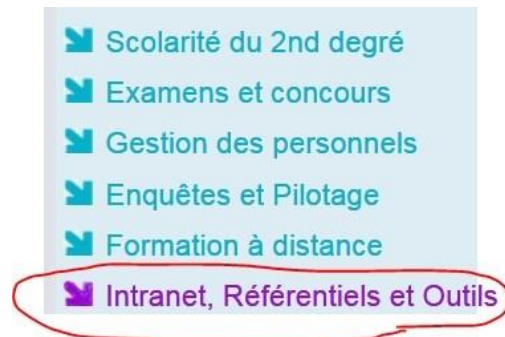 Scolarité du 2nd degré
Examens et concours
Gestion des personnels
Enquêtes et Pilotage
Formation à distance
Intranet, Référentiels et Outils